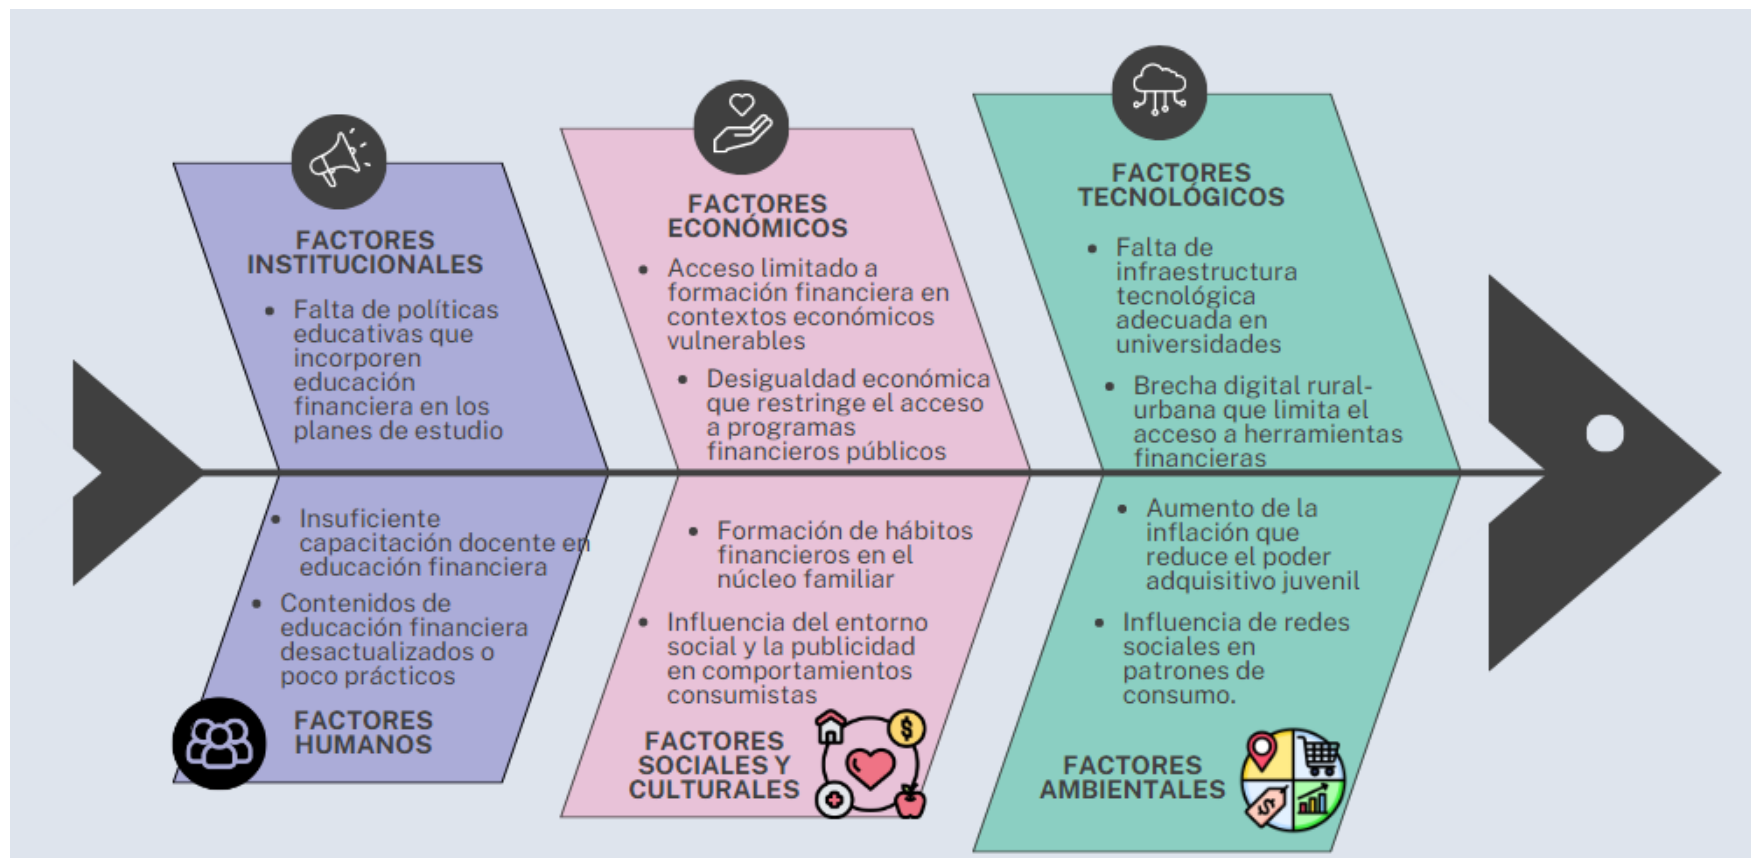 FACTORES
INSTITUCIONALES
Falta de políticas
educativas que
incorporen
educación
financiera en los
planes de estudio
FACTORES
ECONÓMICOS
Acceso limitado a
formación financiera en
contextos económicos
vulnerables
Desigualdad económica
que restringe el acceso
a programas
financieros públicos
FACTORES
TECNOLÓGICOS
Falta de
infraestructura
tecnológica
adecuada en
universidades
Brecha digital rural-
urbana que limita el
acceso a herramientas
financieras
Insuficiente
capacitación docente en
educación financiera
Contenidos de
educación financiera
desactualizados o
poco prácticos
FACTORES
HUMANOS
Formación de hábitos
financieros en el
núcleo familiar
Influencia del entorno
social y la publicidad
en comportamientos
consumistas
FACTORES
SOCIALES Y
CULTURALES
Aumento de la
inflación que
reduce el poder
adquisitivo juvenil
Influencia de redes
sociales en
patrones de
consumo.
FACTORES
AMBIENTALES